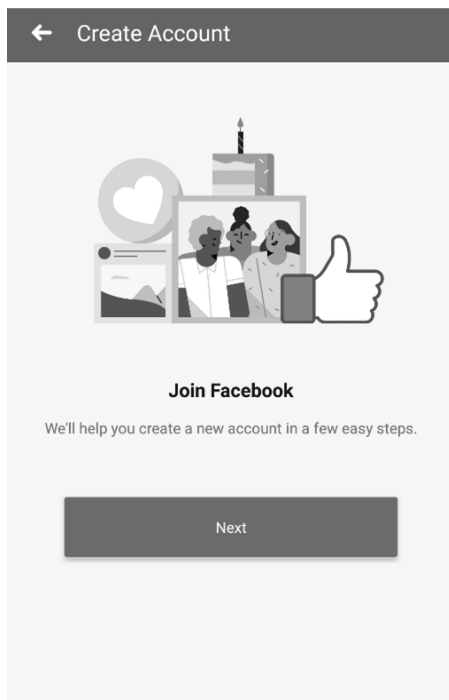 Create Account
Join Facebook
We'll help you create a new account in a few easy steps.
Next